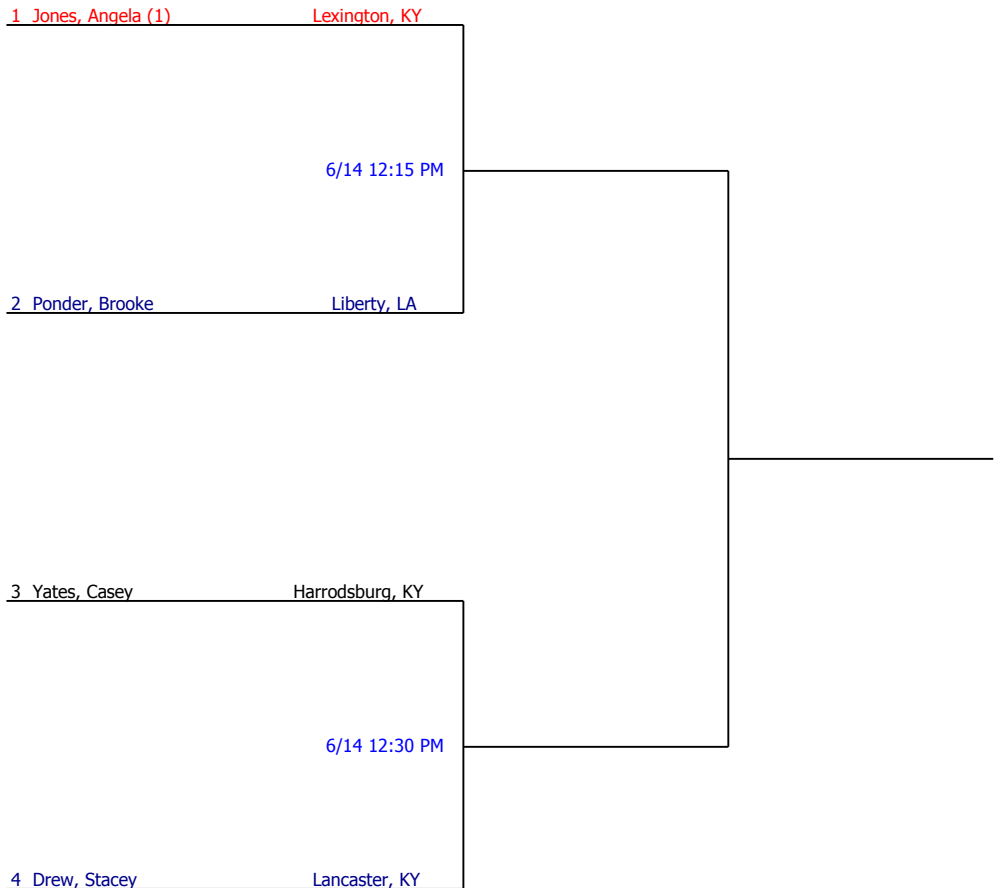 1 Jones, Angela (1) Lexington, KY
6/14 12:15 PM
2 Ponder, Brooke Liberty, LA
3 Yates, Casey Harrodsburg, KY
6/14 12:30 PM
4 Drew, Stacey Lancaster, KY